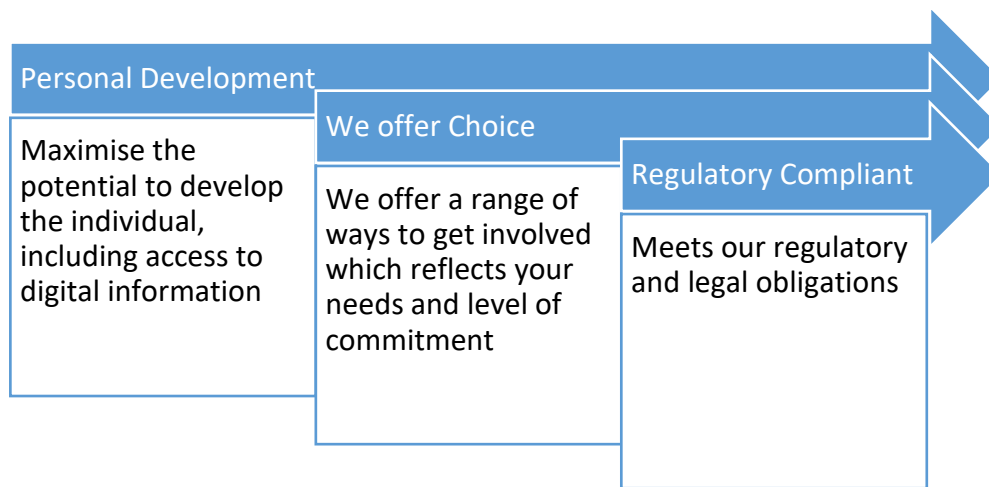 Personal Development
Maximise the
potential to develop
the individual,
including access to
digital information
We offer Choice
We offer a range of
ways to get involved
which reflects your
needs and level of
commitment
Regulatory Compliant
Meets our regulatory
and legal obligations